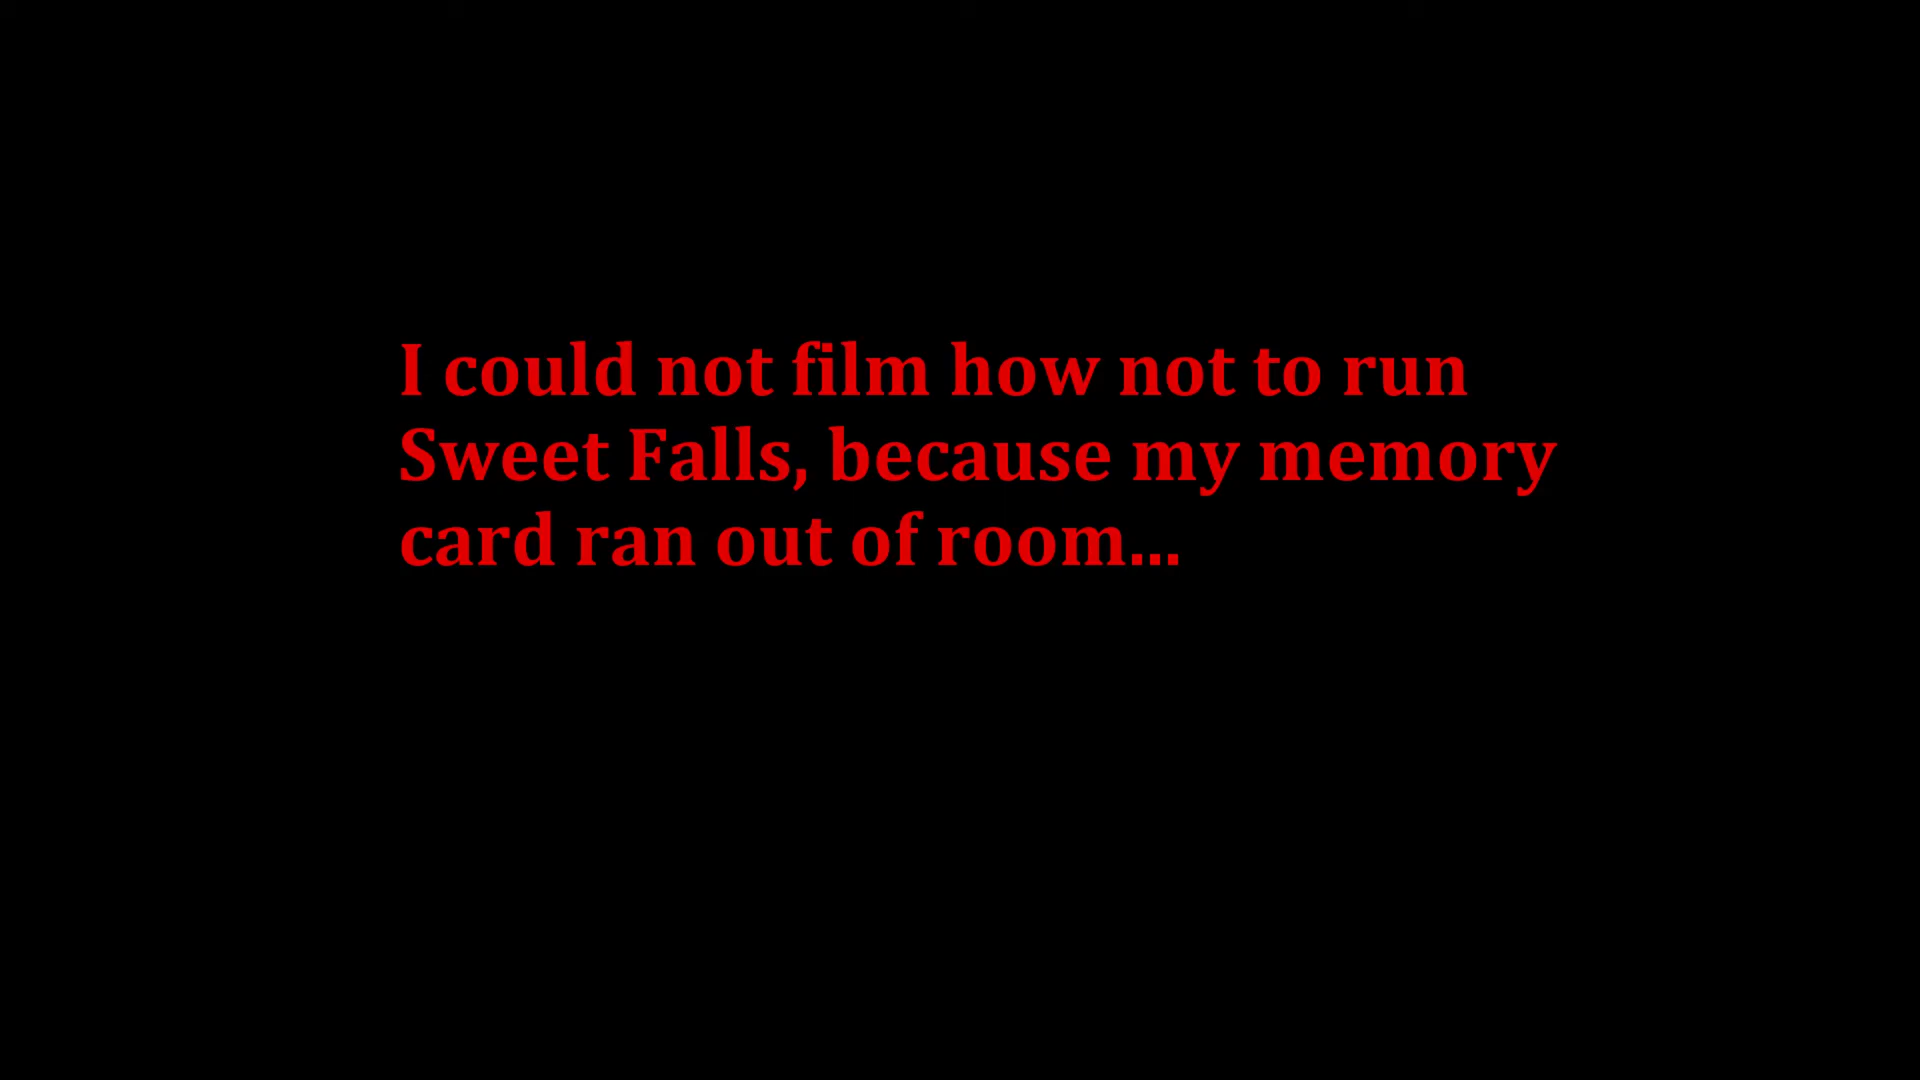 I could not film how not to run
Sweet Falls, because my memory
card ran out of room...